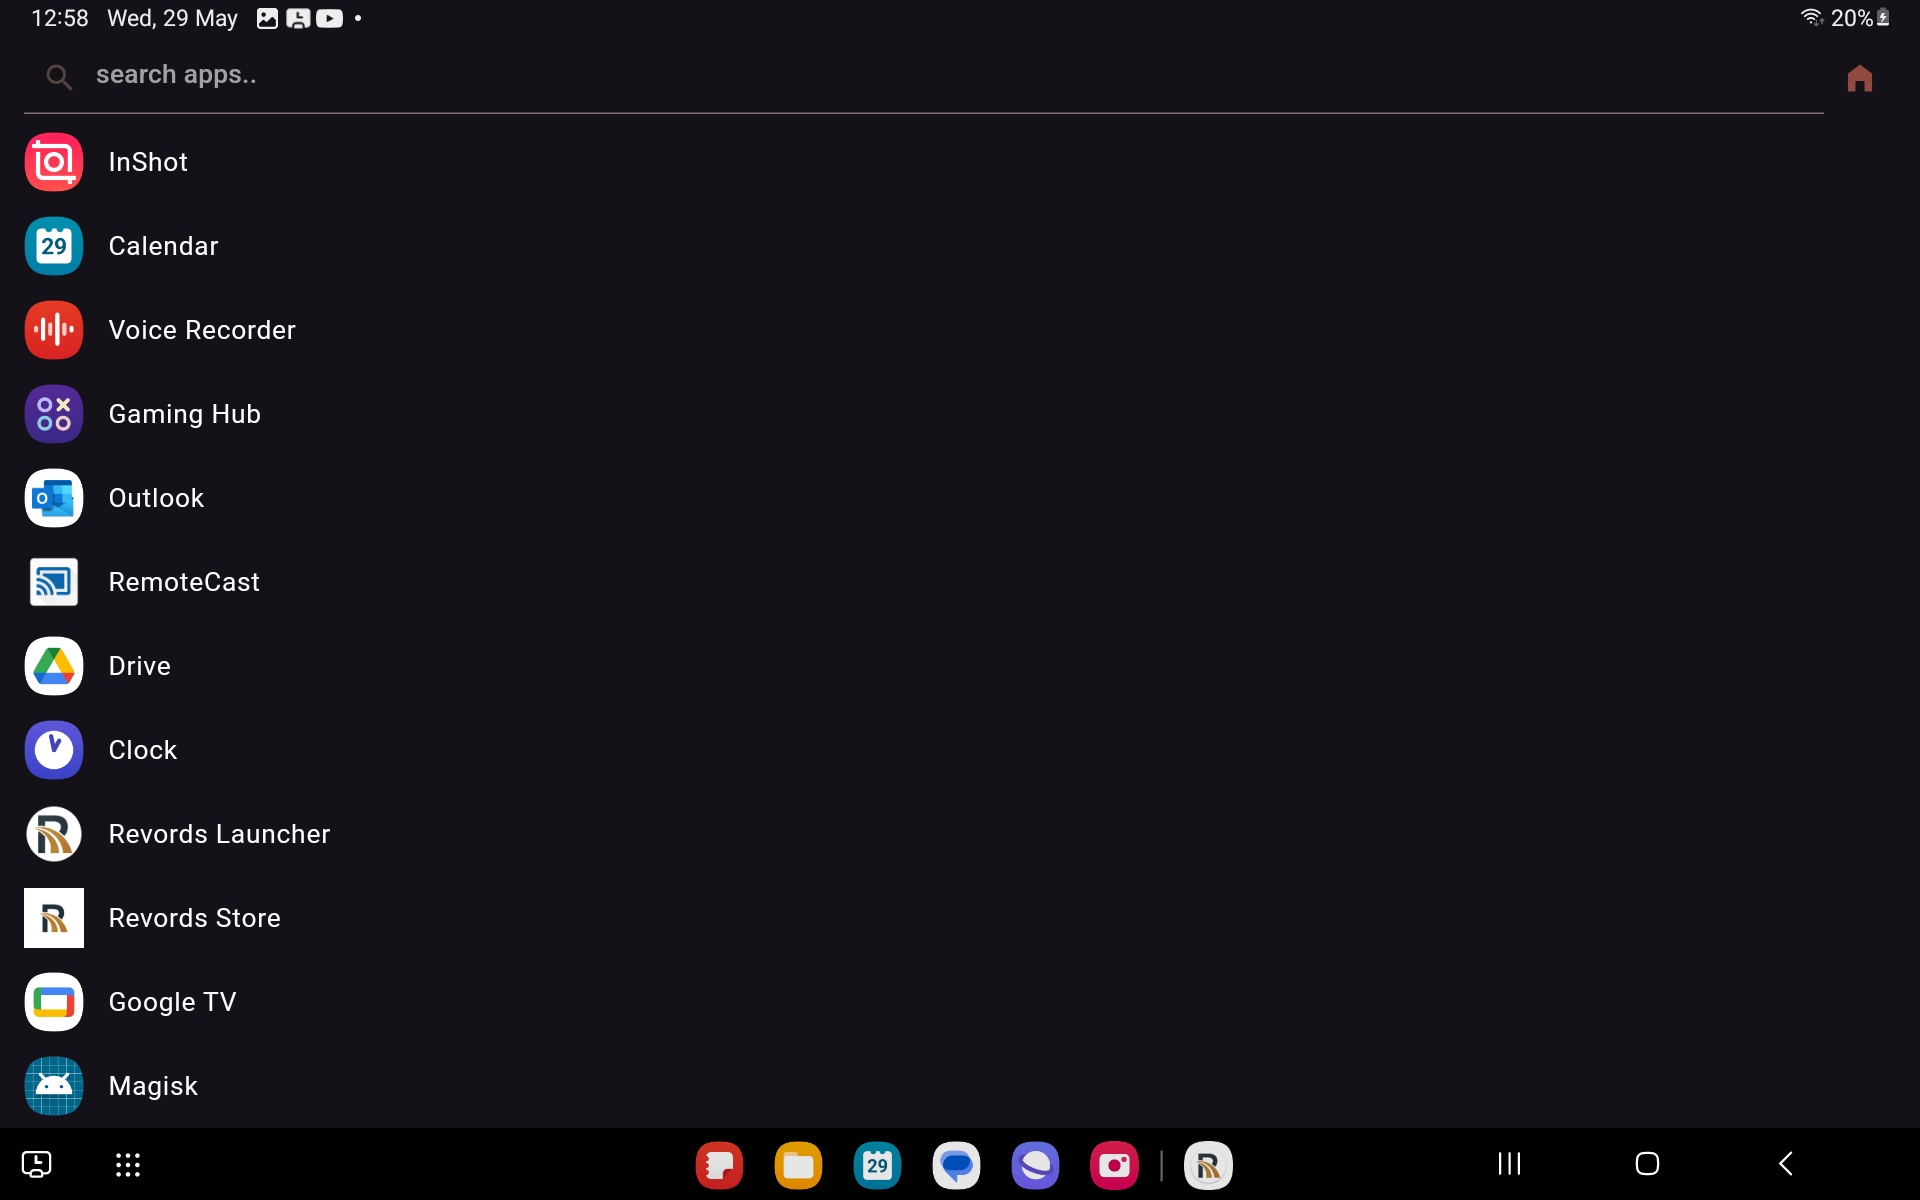 12:58 Wed, 29 May 20%
search apps..
InShot
29 Calendar
Voice Recorder
Gaming Hub
Outlook
RemoteCast
Drive
Clock
Revords Launcher
Revords Store
Google TV
Magisk
29